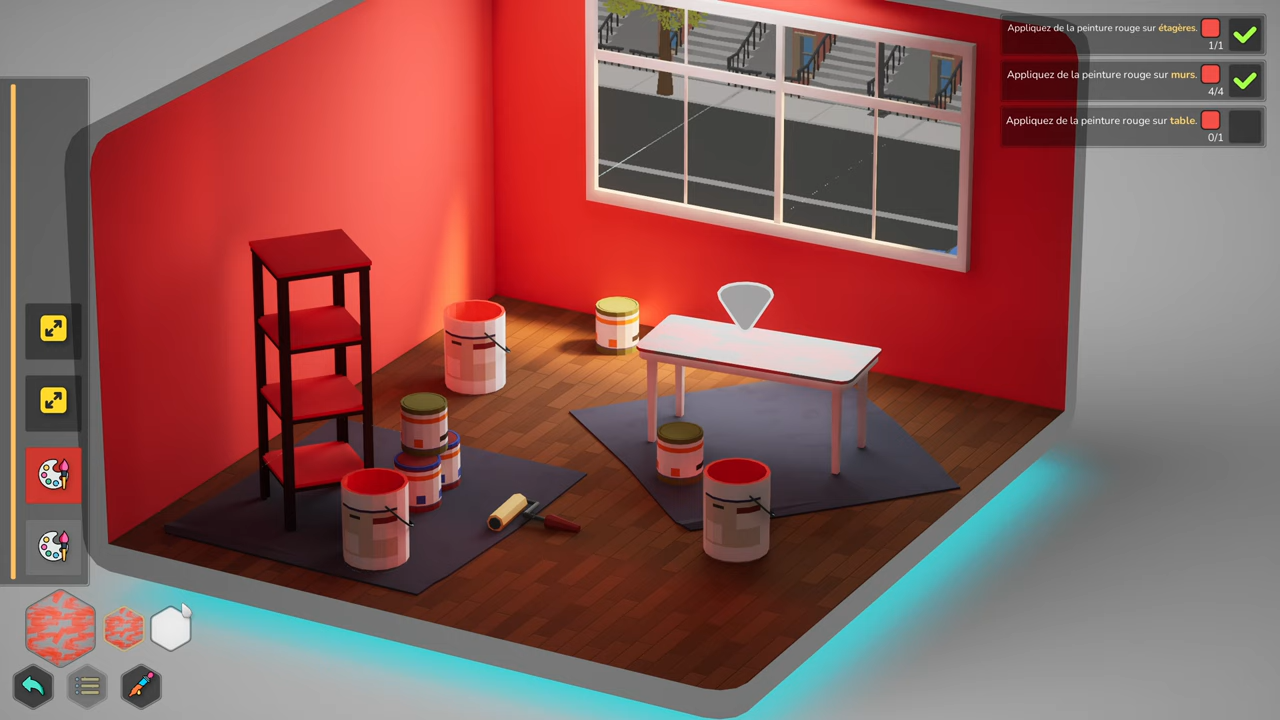 Appliquez de la peinture rouge sur étagères.
1/1
Appliquez de la peinture rouge sur murs.
4/4
Appliquez de la peinture rouge sur table.
0/1